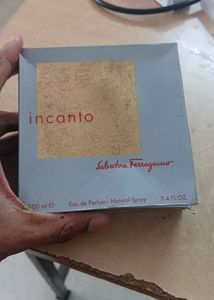 incanto
Salvatore Ferragamo
100 ml ℮ Eau de Parfum - Natural Spray 3.4 FL.OZ.